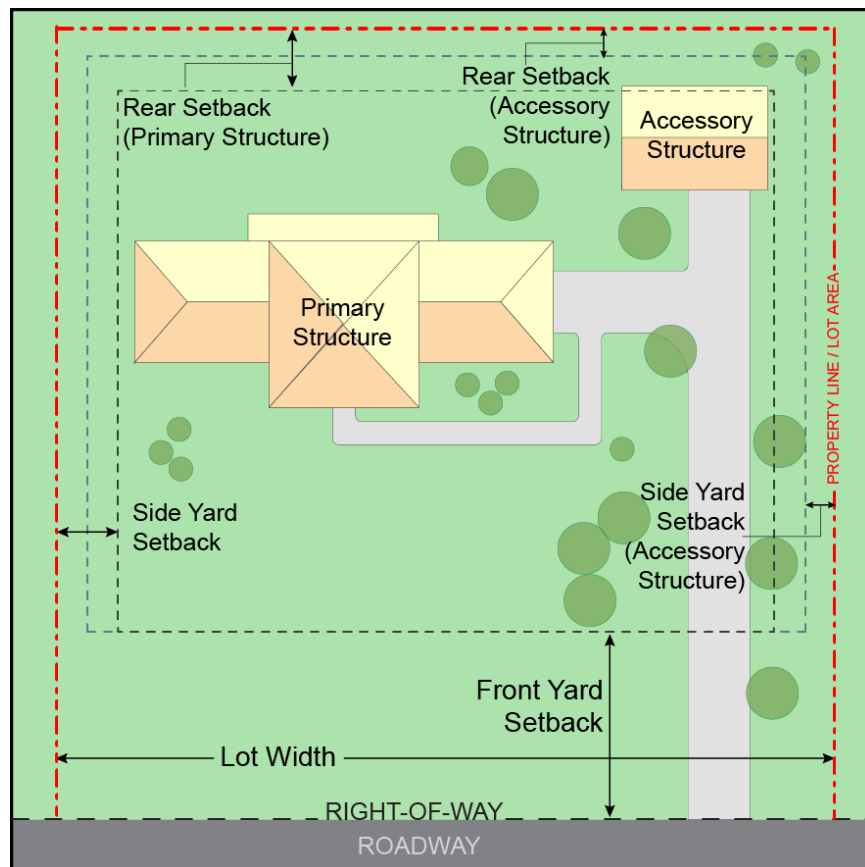 Rear Setback
(Primary Structure)
Rear Setback
(Accessory
Structure)
Accessory
Structure
Primary
Structure
PROPERTY LINE / LOT AREA
Side Yard
Setback
Side Yard
Setback
(Accessory
Structure)
Front Yard
Setback
Lot Width
RIGHT-OF-WAY
ROADWAY